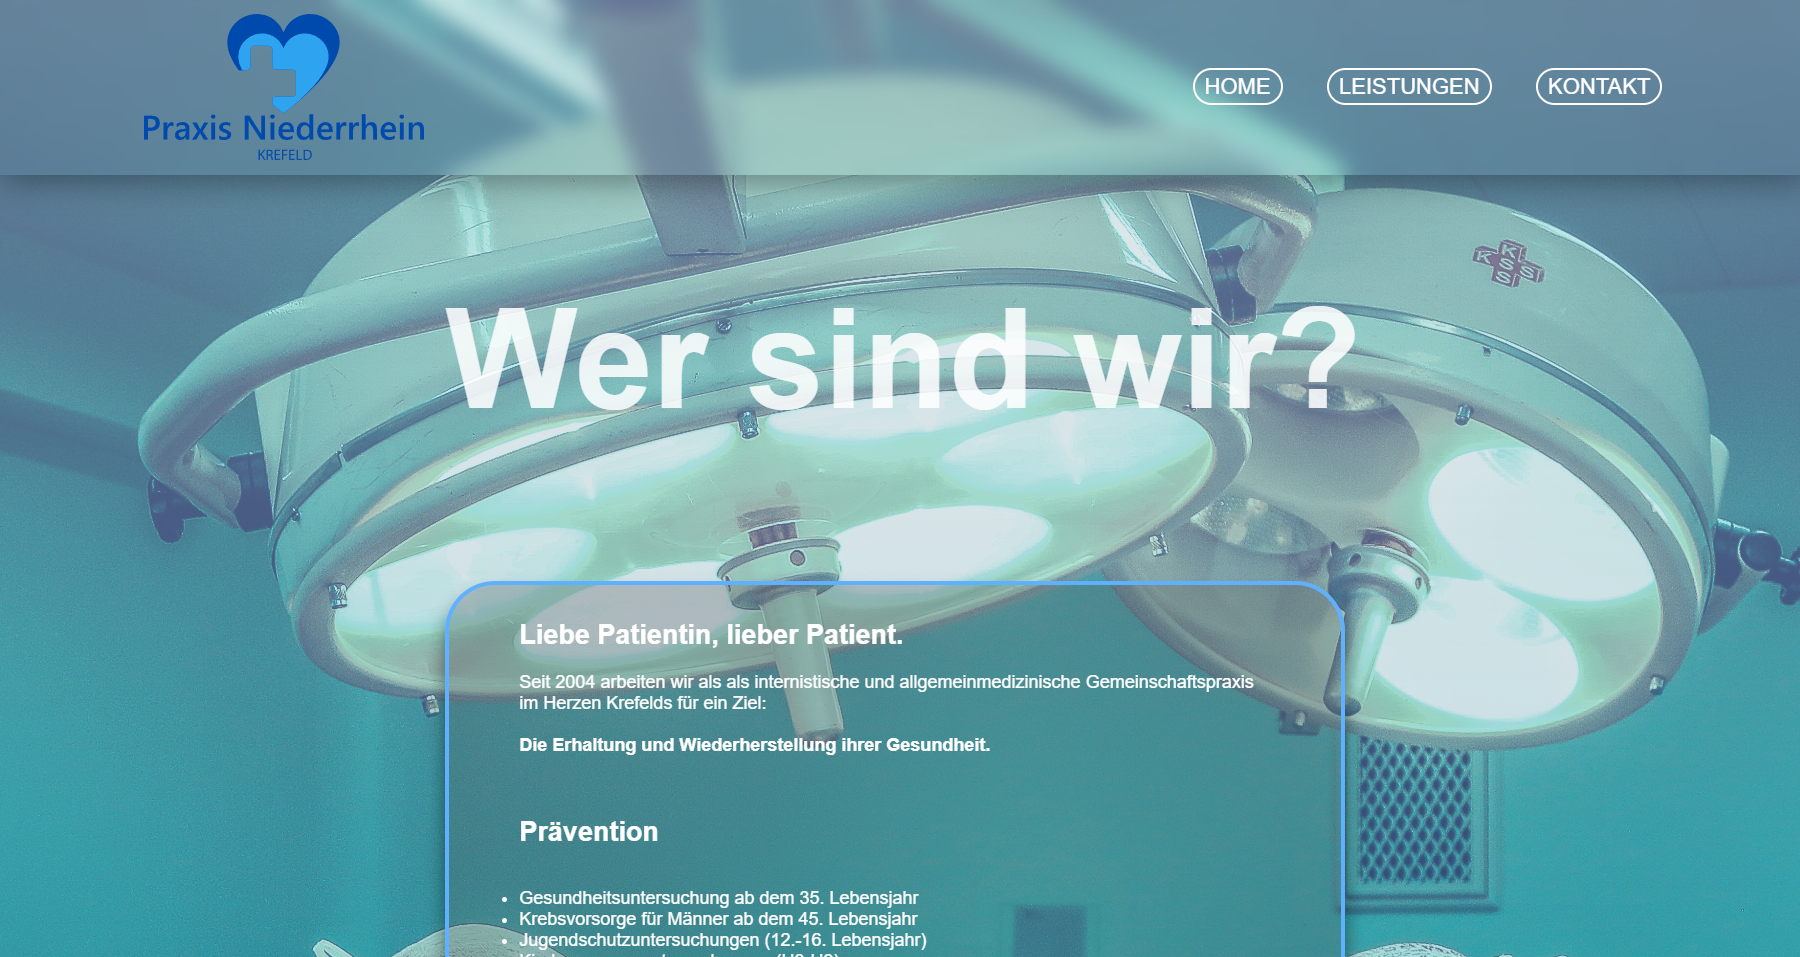 Praxis Niederrhein
KREFELD
HOME
LEISTUNGEN
KONTAKT
KSS
KSS
Wer sind wir?
Liebe Patientin, lieber Patient.
Seit 2004 arbeiten wir als als internistische und allgemeinmedizinische Gemeinschaftspraxis
im Herzen Krefelds für ein Ziel:
Die Erhaltung und Wiederherstellung ihrer Gesundheit.
Prävention
Gesundheitsuntersuchung ab dem 35. Lebensjahr
Krebsvorsorge für Männer ab dem 45. Lebensjahr
Jugendschutzuntersuchungen (12.-16. Lebensjahr)